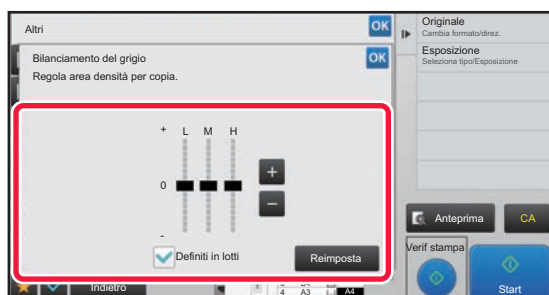 Altri
OK
Bilanciamento del grigio
OK
Regola area densità per copia.
+ L M H
0
+
-
-
Definiti in lotti
Reimposta
Indietro
4 A3
A4
Originale
Cambia formato/direz.
Esposizione
Seleziona tipo/Esposizione
Anteprima
CA
Verif stampa
Start